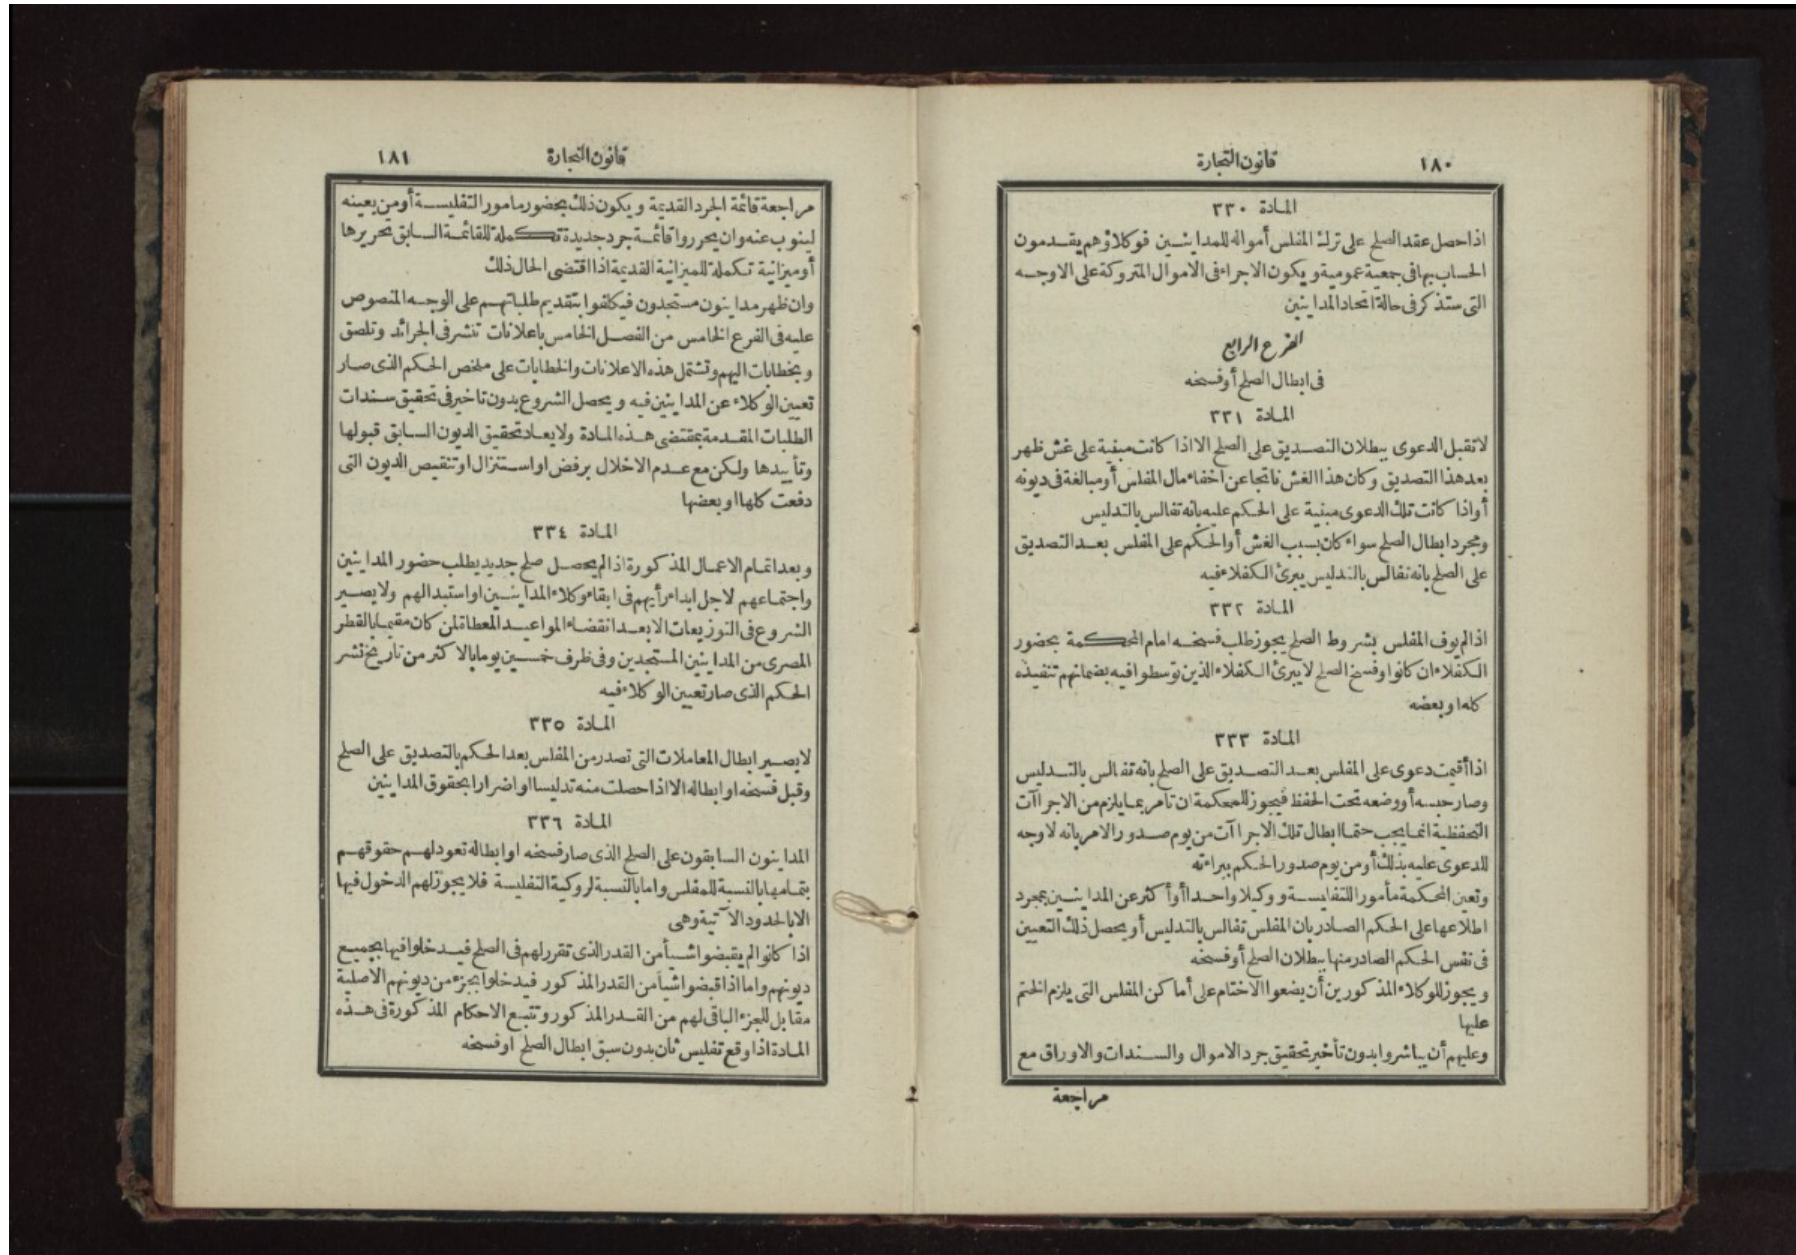 ١٨٠
قانون التجارة
المادة ٣٣٠
اذا حصل عقد الصلح على ترك المفلس أمواله للمداينين فوكلاؤهم يقدمون
الحساب بها فى جمعية عمومية ويكون الاجراء فى الاموال المتروكة على الاوجه
التى ستذكر فى حالة اتحاد المداينين
الفرع الرابع
فى ابطال الصلح أو فسخه
المادة ٣٣١
لا تقبل الدعوى ببطلان التصديق على الصلح الا اذا كانت مبنية على غش ظهر
بعد هذا التصديق وكان هذا الغش ناتجا عن اخفاء مال المفلس أو مبالغة فى ديونه
أو اذا كانت تلك الدعوى مبنية على الحكم عليه بانه تفالس بالتدليس
ومجرد ابطال الصلح سواء كان بسبب الغش أو الحكم على المفلس بعد التصديق
على الصلح بانه تفالس بالتدليس يبرئ الكفلاء فيه
المادة ٣٣٢
اذا لم يوف المفلس بشروط الصلح يجوز طلب فسخه امام المحكمة بحضور
الكفلاء ان كانوا وفسخ الصلح لا يبرئ الكفلاء الذين توسطوا فيه بضمانهم تنفيذه
كله او بعضه
المادة ٣٣٣
اذا أقيمت دعوى على المفلس بعد التصديق على الصلح بانه تفالس بالتدليس
وصار حبسه أو وضعه تحت الحفظ فيجوز للمحكمة ان تامر بما يلزم من الاجراآت
التحفظية انما يجب حتما ابطال تلك الاجراآت من يوم صدور الامر بانه لا وجه
للدعوى عليه بذلك أو من يوم صدور الحكم ببراءته
وتعين المحكمة مأمورا للتفليسة ووكيلا واحدا أو أكثر عن المداينين بمجرد
اطلاعها على الحكم الصادر بان المفلس تفالس بالتدليس أو يحصل ذلك التعيين
فى نفس الحكم الصادر منها ببطلان الصلح أو فسخه
ويجوز للوكلاء المذكورين أن يضعوا الاختام على أماكن المفلس التى يلزم الختم
عليها
وعليهم أن يباشروا بدون تأخير تحقيق جرد الاموال والسندات والاوراق مع
مراجعة
قانون التجارة
١٨١
مراجعة قائمة الجرد القديمة ويكون ذلك بحضور مامور التفليسة أو من يعينه
لينوب عنه وان يحرروا قائمة جرد جديدة تكملة للقائمة السابق تحريرها
أو ميزانية تكملة للميزانية القديمة اذا اقتضى الحال ذلك
وان ظهر مداينون مستجدون فيكلفوا بتقديم طلباتهم على الوجه المنصوص
عليه فى الفرع الخامس من الفصل الخامس باعلانات تنشر فى الجرائد وتلصق
وبخطابات اليهم وتشتمل هذه الاعلانات والخطابات على ملخص الحكم الذى صار
تعيين الوكلاء عن المداينين فيه ويحصل الشروع بدون تاخير فى تحقيق سندات
الطلبات المقدمة بمقتضى هذه المادة ولا يعاد تحقيق الديون السابق قبولها
وتأييدها ولكن مع عدم الاخلال برفض او استنزال او تنقيص الديون التى
دفعت كلها او بعضها
المادة ٣٣٤
وبعد اتمام الاعمال المذكورة اذا لم يحصل صلح جديد يطلب حضور المداينين
واجتماعهم لاجل ابداء رأيهم فى ابقاء وكلاء المداينين او استبدالهم ولا يصير
الشروع فى التوزيعات الا بعد انقضاء المواعيد المعطاة لمن كان مقيما بالقطر
المصرى من المداينين المستجدين وفى ظرف خمسين يوما بالاكثر من تاريخ نشر
الحكم الذى صار تعيين الوكلاء فيه
المادة ٣٣٥
لا يصير ابطال المعاملات التى تصدر من المفلس بعد الحكم بالتصديق على الصلح
وقبل فسخه او ابطاله الا اذا حصلت منه تدليسا او اضرارا بحقوق المداينين
المادة ٣٣٦
المداينون السابقون على الصلح الذى صار فسخه او ابطاله تعود لهم حقوقهم
بتمامها بالنسبة للمفلس واما بالنسبة لروكية التفليسة فلا يجوز لهم الدخول فيها
الا بالحدود الآتية وهى
اذا كانوا لم يقبضوا شيأ من القدر الذى تقرر لهم فى الصلح فيدخلوا فيها بجميع
ديونهم واما اذا قبضوا شيأ من القدر المذكور فيدخلوا بجزء من ديونهم الاصلية
مقابل للجزء الباقى لهم من القدر المذكور وتتبع الاحكام المذكورة فى هذه
المادة اذا وقع تفليس ثان بدون سبق ابطال الصلح او فسخه